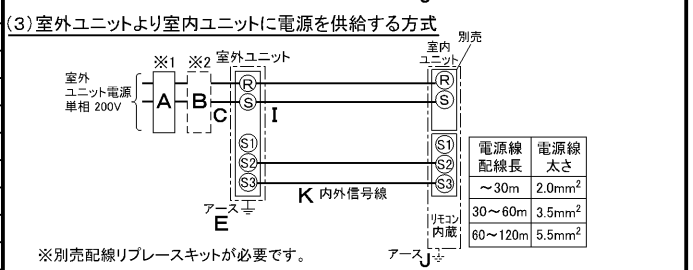 (3)室外ユニットより室内ユニットに電源を供給する方式
※1 ※2 室外ユニット
室内
ユニット
別売
室外
ユニット電源
単相 200V
A
B
C
R
S
I
S1
S2
S3
R
S
S1
S2
S3
K 内外信号線
アース
E
リモコン
内蔵
アース
J
電源線
配線長
電源線
太さ
～30m 2.0mm²
30～60m 3.5mm²
60～120m 5.5mm²
※別売配線リプレースキットが必要です。